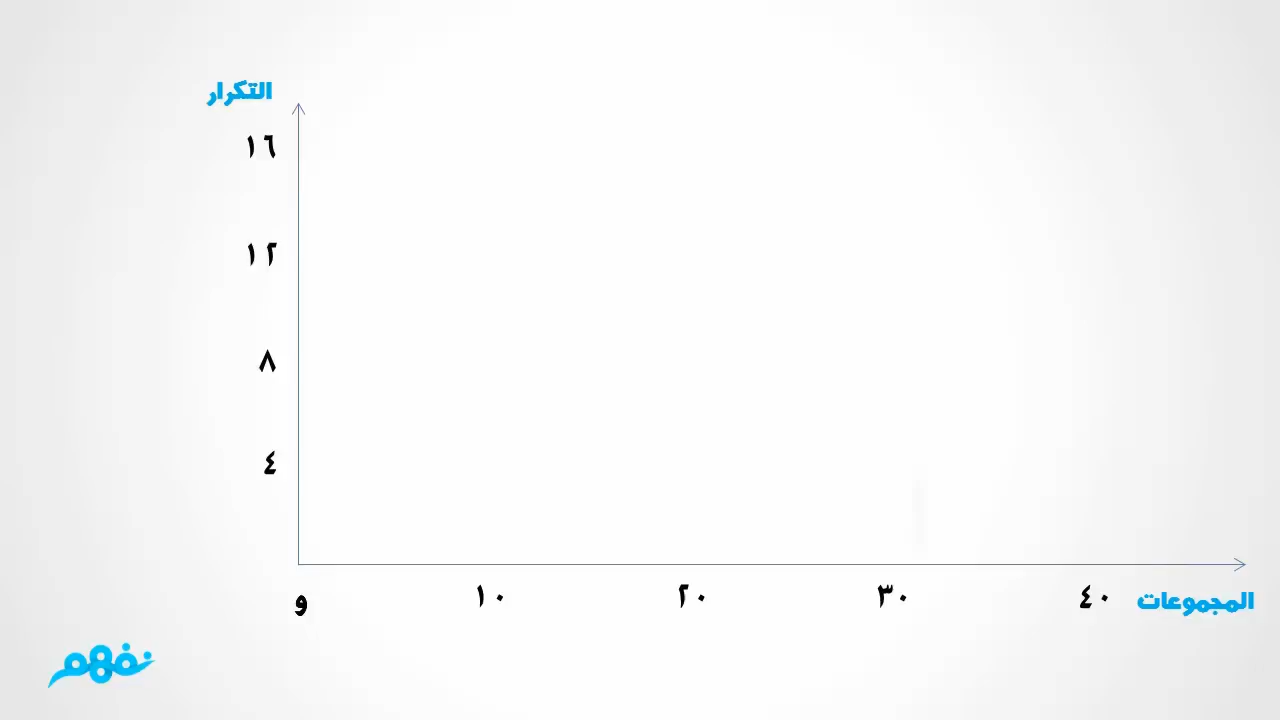 التكرار
١٦
١٢
٨
٤
و ١٠ ٢٠ ٣٠ ٤٠ المجموعات
نفهم